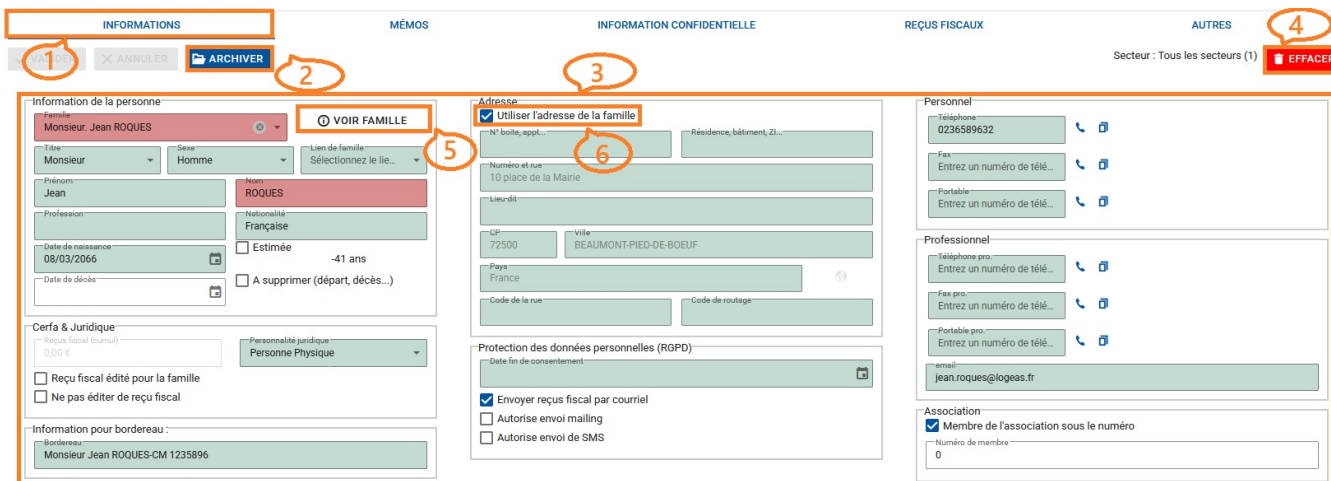 INFORMATIONS
MÉMOS
INFORMATION CONFIDENTIELLE
REÇUS FISCAUX
AUTRES
1
4
VALIDER
ANNULER
ARCHIVER
2
3
Secteur : Tous les secteurs (1)
EFFACER
Information de la personne
Famille
Monsieur. Jean ROQUES
VOIR FAMILLE
5
Titre
Monsieur
Sexe
Homme
Lien de famille
Sélectionnez le lie...
Prénom
Jean
Nom
ROQUES
Profession
Nationalité
Française
Date de naissance
08/03/2066
Estimée
-41 ans
Date de décès
A supprimer (départ, décès...)
Cerfa & Juridique
Reçus fiscal (cumul)
0,00 €
Personnalité juridique
Personne Physique
Reçu fiscal édité pour la famille
Ne pas éditer de reçu fiscal
Information pour bordereau :
Bordereau
Monsieur Jean ROQUES-CM 1235896
Adresse
Utiliser l'adresse de la famille
6
N° boite, appt...
Résidence, bâtiment, ZI...
Numéro et rue
10 place de la Mairie
Lieu-dit
CP
72500
Ville
BEAUMONT-PIED-DE-BOEUF
Pays
France
Code de la rue
Code de routage
Protection des données personnelles (RGPD)
Date fin de consentement
Envoyer reçus fiscal par courriel
Autorise envoi mailing
Autorise envoi de SMS
Personnel
Téléphone
0236589632
Fax
Entrez un numéro de télé...
Portable
Entrez un numéro de télé...
Professionnel
Téléphone pro.
Entrez un numéro de télé...
Fax pro.
Entrez un numéro de télé...
Portable pro.
Entrez un numéro de télé...
email
jean.roques@logeas.fr
Association
Membre de l'association sous le numéro
Numéro de membre
0